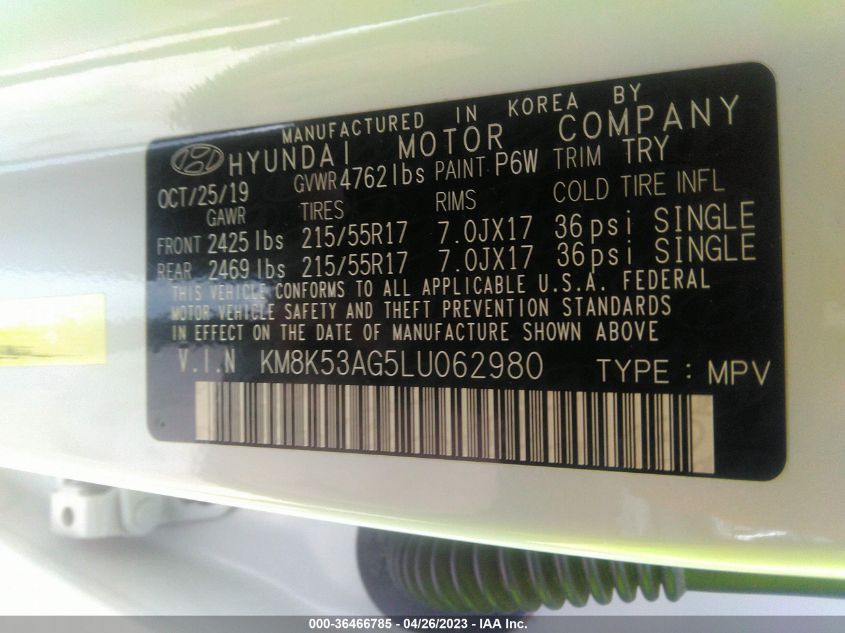 MANUFACTURED IN KOREA BY
HYUNDAI MOTOR COMPANY
OCT/25/19 GVWR 4762 lbs PAINT P6W TRIM TRY
GAWR TIRES RIMS COLD TIRE INFL
FRONT 2425 lbs 215/55R17 7.0JX17 36 psi SINGLE
REAR 2469 lbs 215/55R17 7.0JX17 36 psi SINGLE
THIS VEHICLE CONFORMS TO ALL APPLICABLE U.S.A. FEDERAL
MOTOR VEHICLE SAFETY AND THEFT PREVENTION STANDARDS
IN EFFECT ON THE DATE OF MANUFACTURE SHOWN ABOVE
V.I.N KM8K53AG5LU062980 TYPE : MPV
000-36466785 - 04/26/2023 - IAA Inc.